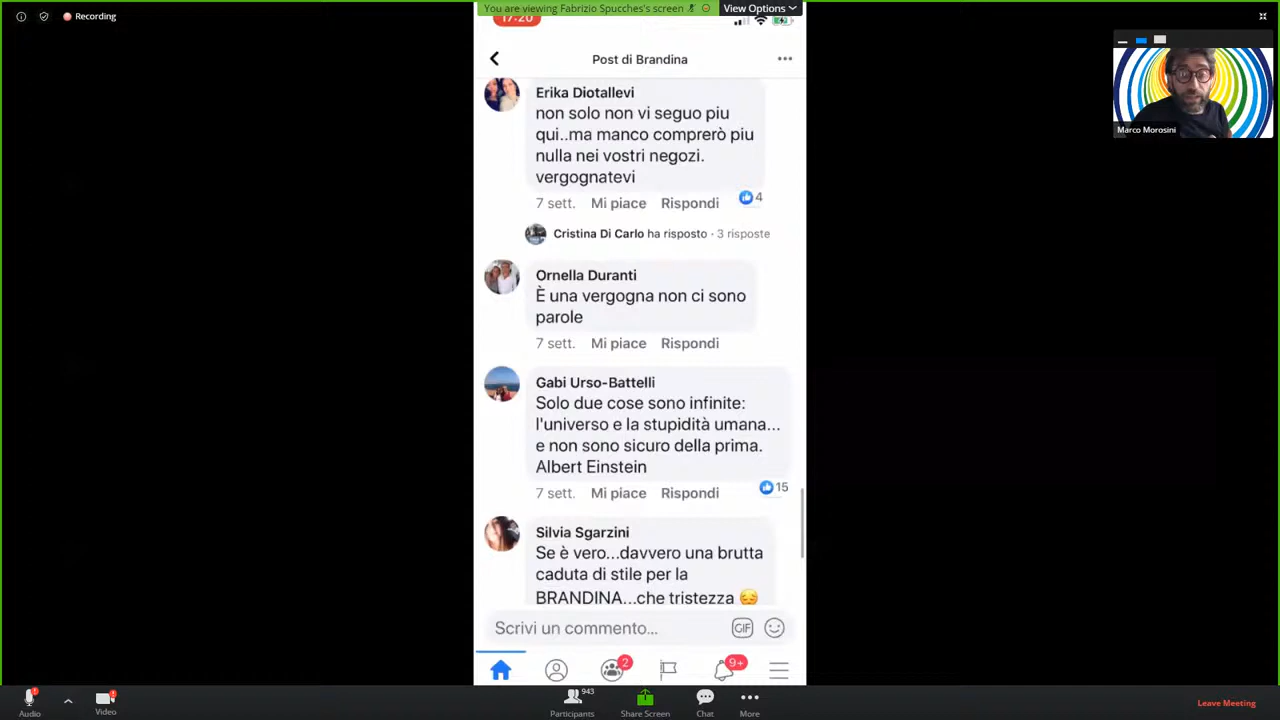 Recording
You are viewing Fabrizio Spucches's screen
View Options
17:20
Post di Brandina
Erika Diotallevi
non solo non vi seguo piu
qui..ma manco comprerò piu
nulla nei vostri negozi.
vergognatevi
7 sett. Mi piace Rispondi 4
Cristina Di Carlo ha risposto · 3 risposte
Ornella Duranti
È una vergogna non ci sono
parole
7 sett. Mi piace Rispondi
Gabi Urso-Battelli
Solo due cose sono infinite:
l'universo e la stupidità umana...
e non sono sicuro della prima.
Albert Einstein
7 sett. Mi piace Rispondi 15
Silvia Sgarzini
Se è vero...davvero una brutta
caduta di stile per la
BRANDINA...che tristezza 😔
Scrivi un commento...
GIF
2
9+
Marco Morosini
Audio
Video
Participants
943
Share Screen
Chat
More
Leave Meeting